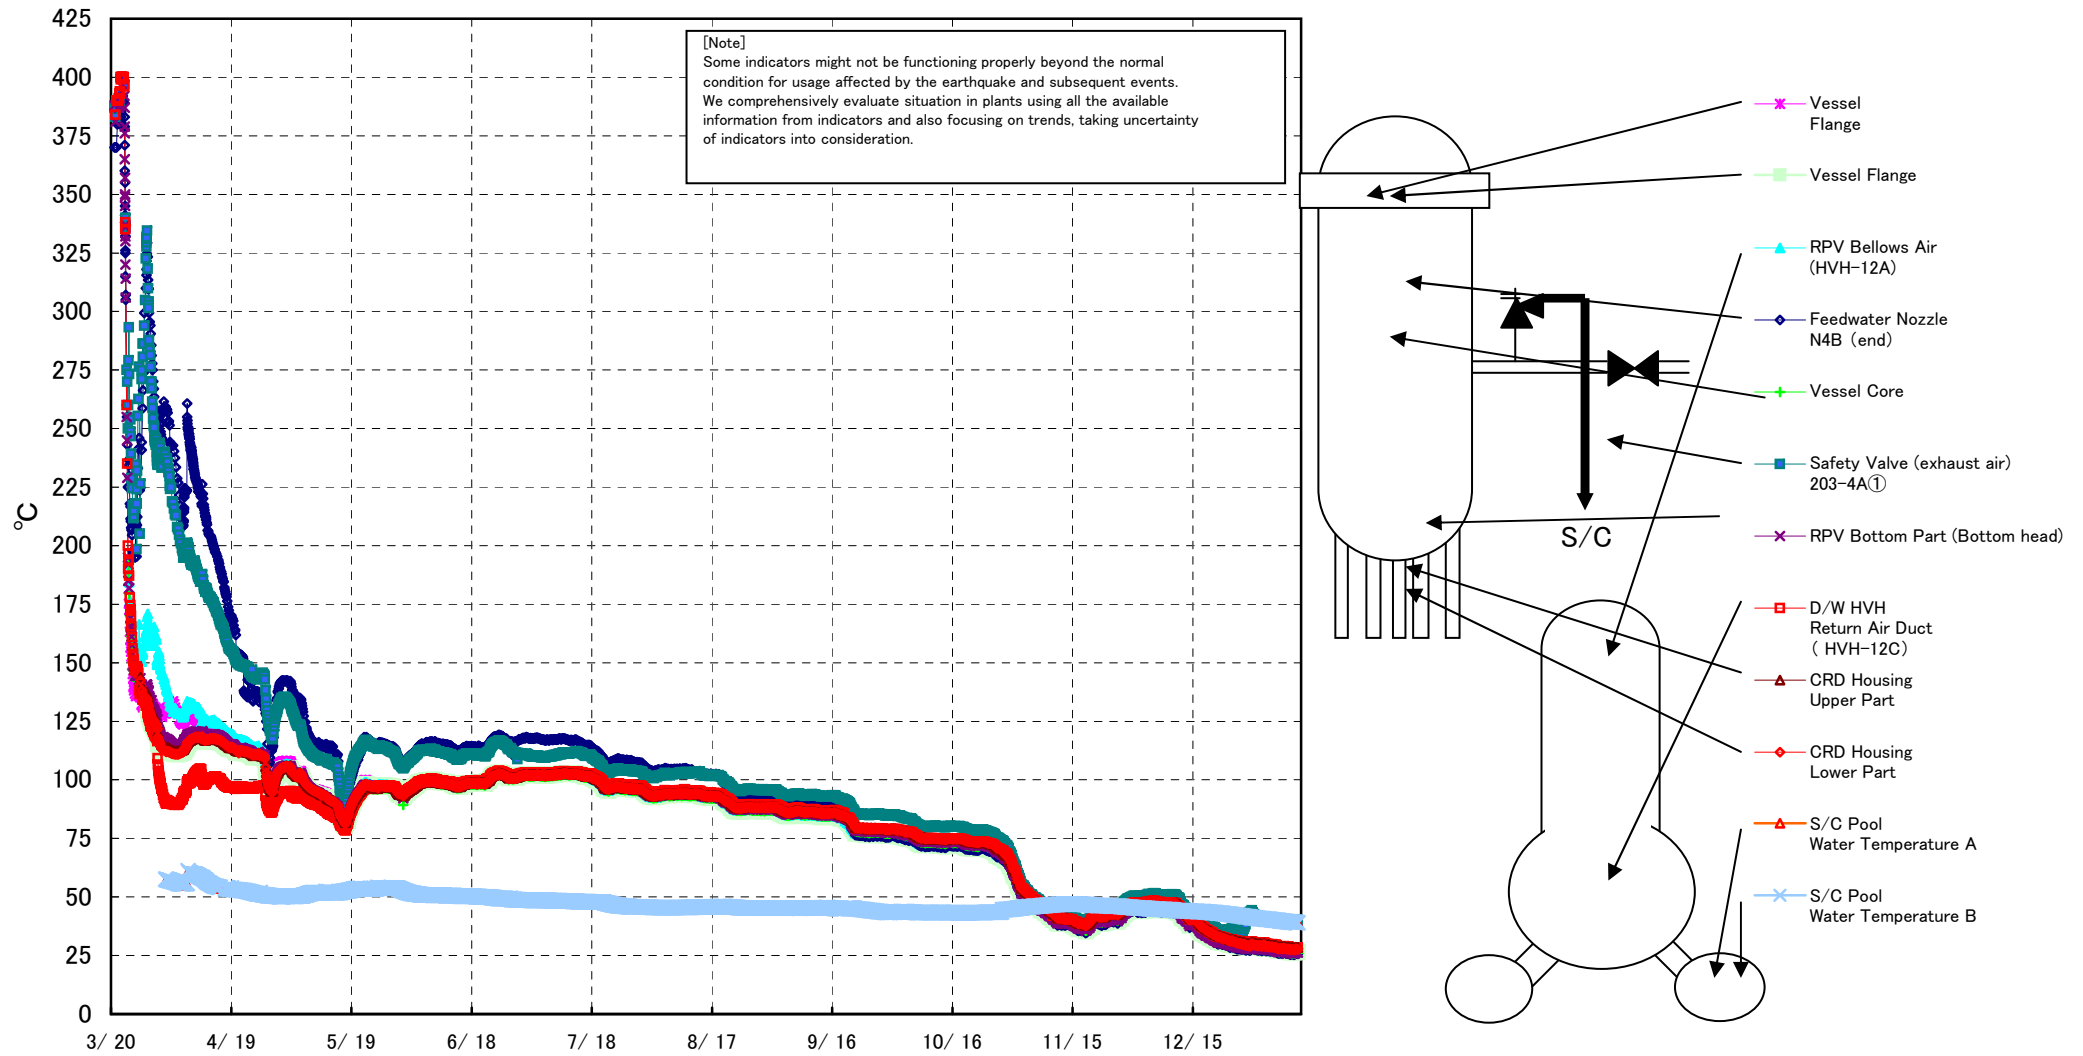 425
400
375
350
325
300
275
250
225
200
175
150
125
100
75
50
25
0
℃
3/ 20
4/ 19
5/ 19
6/ 18
7/ 18
8/ 17
9/ 16
10/ 16
11/ 15
12/ 15
[Note]
Some indicators might not be functioning properly beyond the normal
condition for usage affected by the earthquake and subsequent events.
We comprehensively evaluate situation in plants using all the available
information from indicators and also focusing on trends, taking uncertainty
of indicators into consideration.
S/C
Vessel
Flange
Vessel Flange
RPV Bellows Air
(HVH-12A)
Feedwater Nozzle
N4B (end)
Vessel Core
Safety Valve (exhaust air)
203-4A①
RPV Bottom Part (Bottom head)
D/W HVH
Return Air Duct
( HVH-12C)
CRD Housing
Upper Part
CRD Housing
Lower Part
S/C Pool
Water Temperature A
S/C Pool
Water Temperature B